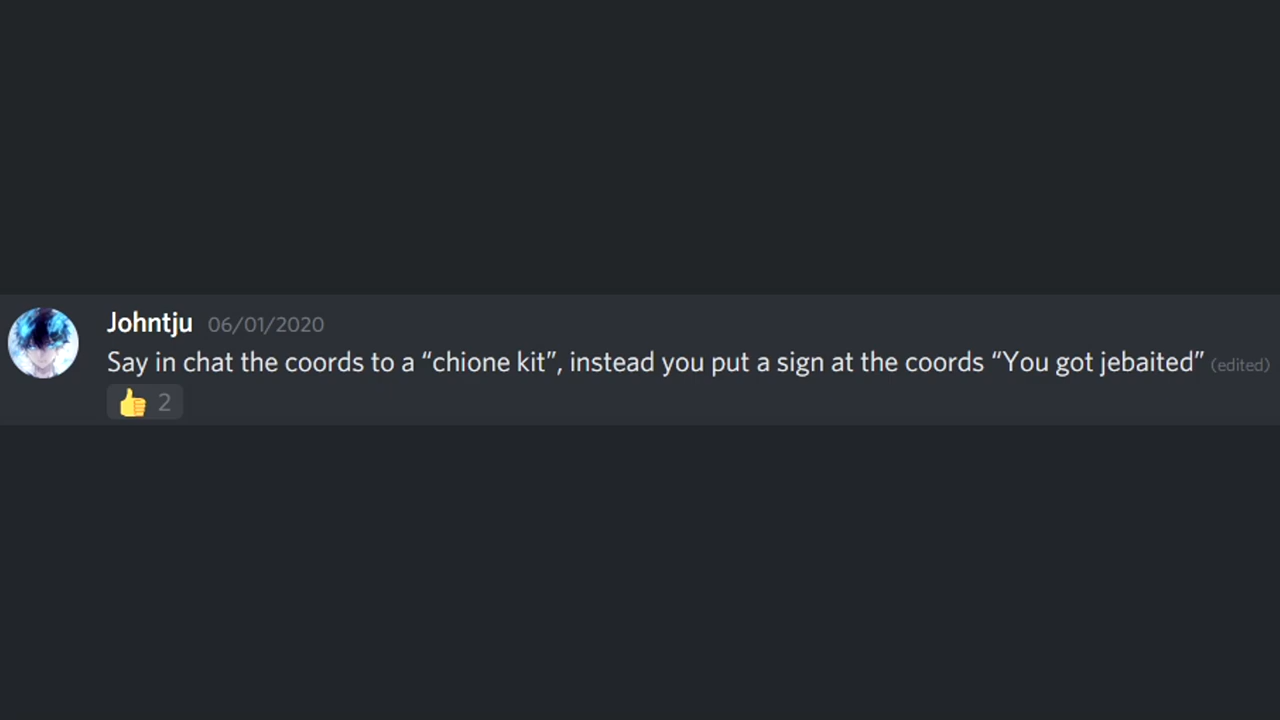 Johntju 06/01/2020
Say in chat the coords to a “chione kit”, instead you put a sign at the coords “You got jebaited” (edited)
2